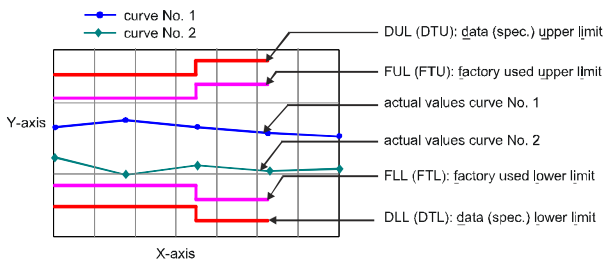 curve No. 1
curve No. 2
DUL (DTU): data (spec.) upper limit
FUL (FTU): factory used upper limit
actual values curve No. 1
Y-axis
actual values curve No. 2
FLL (FTL): factory used lower limit
DLL (DTL): data (spec.) lower limit
X-axis